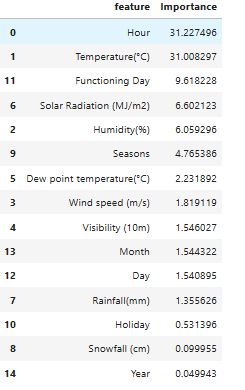 feature Importance
0 Hour 31.227496
1 Temperature(°C) 31.008297
11 Functioning Day 9.618228
6 Solar Radiation (MJ/m2) 6.602123
2 Humidity(%) 6.059296
9 Seasons 4.765386
5 Dew point temperature(°C) 2.231892
3 Wind speed (m/s) 1.819119
4 Visibility (10m) 1.546027
13 Month 1.544322
12 Day 1.540895
7 Rainfall(mm) 1.355626
10 Holiday 0.531396
8 Snowfall (cm) 0.099955
14 Year 0.049943